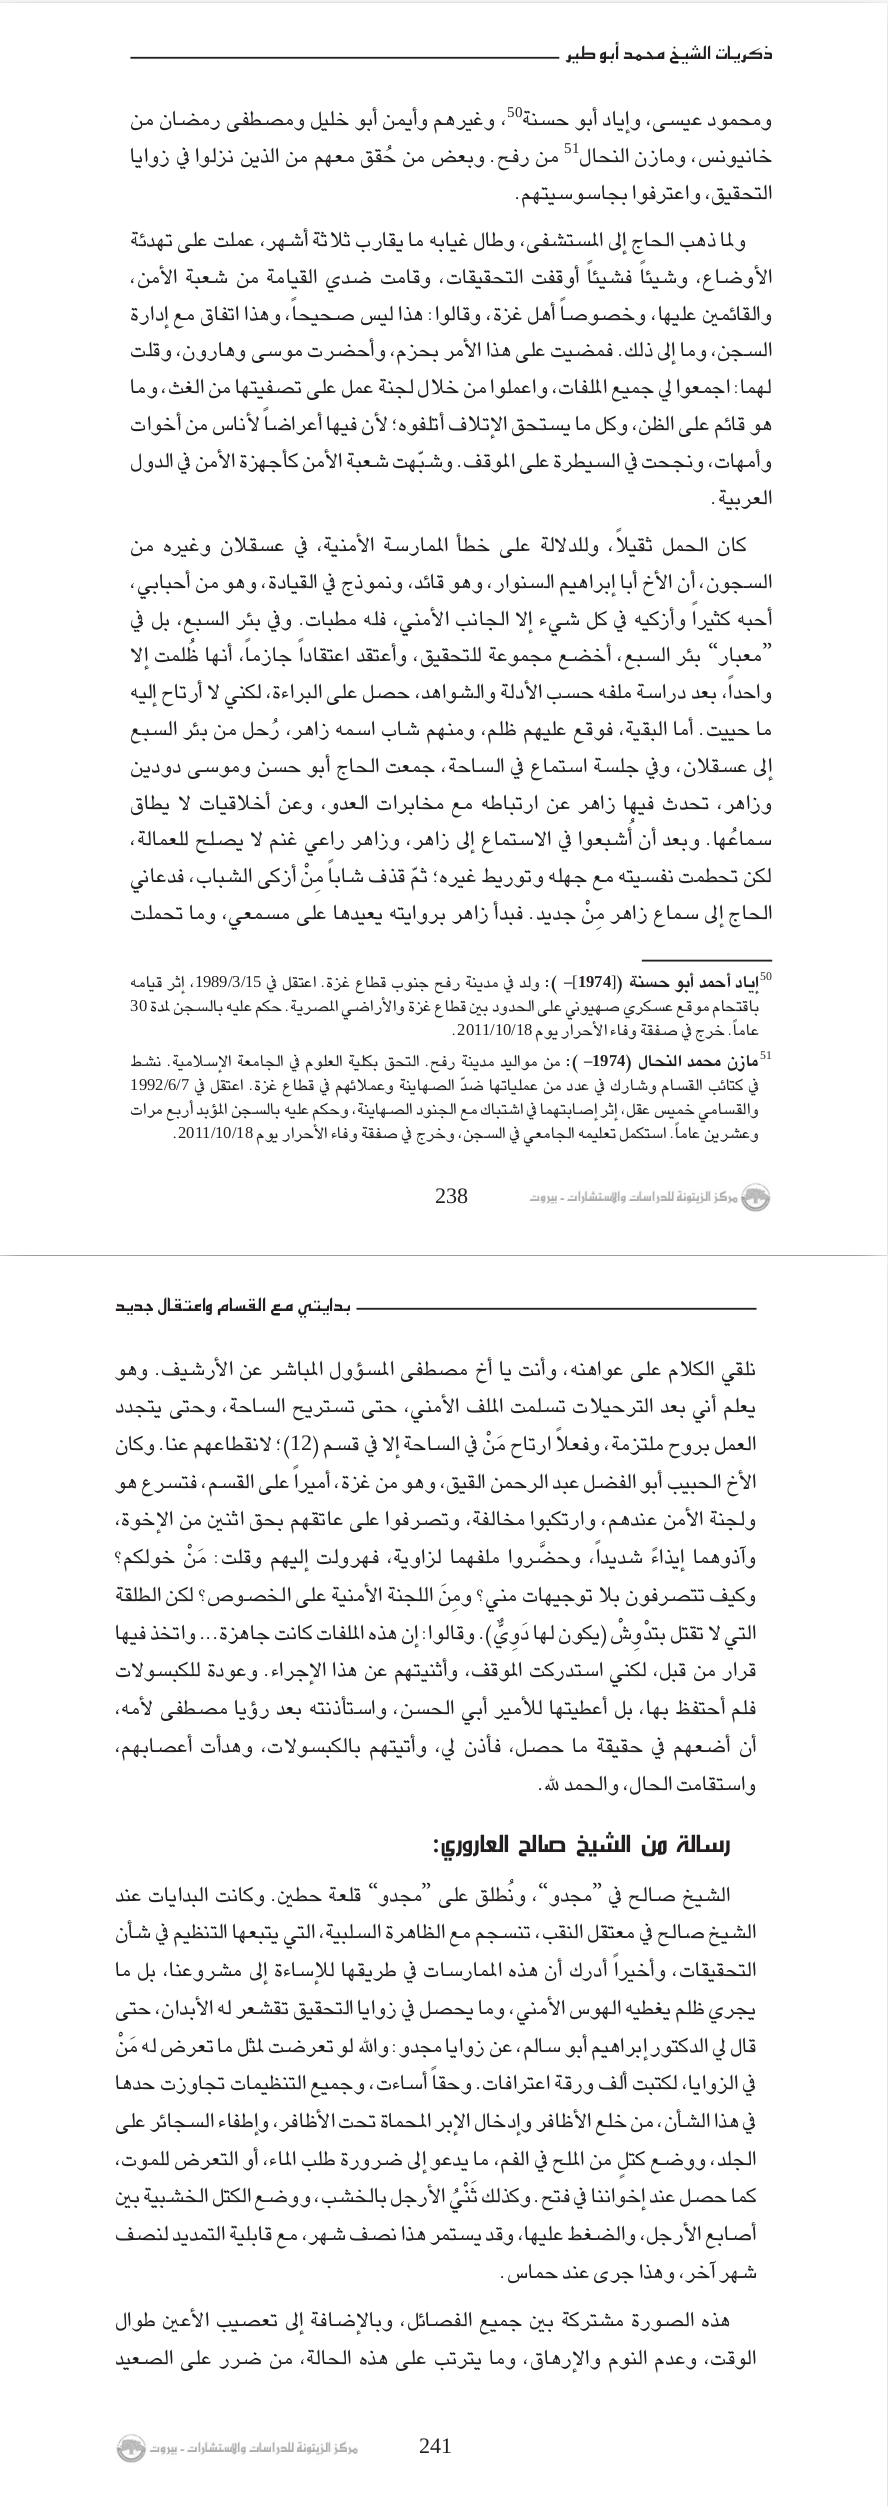 ذكريات الشيخ محمد أبو طير
ومحمود عيسى، وإياد أبو حسنة50، وغيرهم وأيمن أبو خليل ومصطفى رمضان من
خانيونس، ومازن النحال51 من رفح. وبعض من حُقق معهم من الذين نزلوا في زوايا
التحقيق، واعترفوا بجاسوسيتهم.
ولما ذهب الحاج إلى المستشفى، وطال غيابه ما يقارب ثلاثة أشهر، عملت على تهدئة
الأوضاع، وشيئاً فشيئاً أوقفت التحقيقات، وقامت ضدي القيامة من شعبة الأمن،
والقائمين عليها، وخصوصاً أهل غزة، وقالوا: هذا ليس صحيحاً، وهذا اتفاق مع إدارة
السجن، وما إلى ذلك. فمضيت على هذا الأمر بحزم، وأحضرت موسى وهارون، وقلت
لهما: اجمعوا لي جميع الملفات، واعملوا من خلال لجنة عمل على تصفيتها من الغث، وما
هو قائم على الظن، وكل ما يستحق الإتلاف أتلفوه؛ لأن فيها أعراضاً لأناس من أخوات
وأمهات، ونجحت في السيطرة على الموقف. وشبّهت شعبة الأمن كأجهزة الأمن في الدول
العربية.
كان الحمل ثقيلاً، وللدلالة على خطأ الممارسة الأمنية، في عسقلان وغيره من
السجون، أن الأخ أبا إبراهيم السنوار، وهو قائد، ونموذج في القيادة، وهو من أحبابي،
أحبه كثيراً وأزكيه في كل شيء إلا الجانب الأمني، فله مطبات. وفي بئر السبع، بل في
”معبار“ بئر السبع، أخضع مجموعة للتحقيق، وأعتقد اعتقاداً جازماً، أنها ظُلمت إلا
واحداً، بعد دراسة ملفه حسب الأدلة والشواهد، حصل على البراءة، لكني لا أرتاح إليه
ما حييت. أما البقية، فوقع عليهم ظلم، ومنهم شاب اسمه زاهر، رُحل من بئر السبع
إلى عسقلان، وفي جلسة استماع في الساحة، جمعت الحاج أبو حسن وموسى دودين
وزاهر، تحدث فيها زاهر عن ارتباطه مع مخابرات العدو، وعن أخلاقيات لا يطاق
سماعُها. وبعد أن أُشبعوا في الاستماع إلى زاهر، وزاهر راعي غنم لا يصلح للعمالة،
لكن تحطمت نفسيته مع جهله وتوريط غيره؛ ثمّ قذف شاباً مِنْ أزكى الشباب، فدعاني
الحاج إلى سماع زاهر مِنْ جديد. فبدأ زاهر بروايته يعيدها على مسمعي، وما تحملت
50 إياد أحمد أبو حسنة ([1974]– ): ولد في مدينة رفح جنوب قطاع غزة. اعتقل في 1989/3/15، إثر قيامه
باقتحام موقع عسكري صهيوني على الحدود بين قطاع غزة والأراضي المصرية. حكم عليه بالسجن لمدة 30
عاماً. خرج في صفقة وفاء الأحرار يوم 2011/10/18.
51 مازن محمد النحال (1974– ): من مواليد مدينة رفح. التحق بكلية العلوم في الجامعة الإسلامية. نشط
في كتائب القسام وشارك في عدد من عملياتها ضدّ الصهاينة وعملائهم في قطاع غزة. اعتقل في 1992/6/7
والقسامي خميس عقل، إثر إصابتهما في اشتباك مع الجنود الصهاينة، وحكم عليه بالسجن المؤبد أربع مرات
وعشرين عاماً. استكمل تعليمه الجامعي في السجن، وخرج في صفقة وفاء الأحرار يوم 2011/10/18.
مركز الزيتونة للدراسات والاستشارات - بيروت
238
بدايتي مع القسام واعتقال جديد
نلقي الكلام على عواهنه، وأنت يا أخ مصطفى المسؤول المباشر عن الأرشيف. وهو
يعلم أني بعد الترحيلات تسلمت الملف الأمني، حتى تستريح الساحة، وحتى يتجدد
العمل بروح ملتزمة، وفعلاً ارتاح مَنْ في الساحة إلا في قسم (12)؛ لانقطاعهم عنا. وكان
الأخ الحبيب أبو الفضل عبد الرحمن القيق، وهو من غزة، أميراً على القسم، فتسرع هو
ولجنة الأمن عندهم، وارتكبوا مخالفة، وتصرفوا على عاتقهم بحق اثنين من الإخوة،
وآذوهما إيذاءً شديداً، وحضَّروا ملفهما لزاوية، فهرولت إليهم وقلت: مَنْ خولكم؟
وكيف تتصرفون بلا توجيهات مني؟ ومِنَ اللجنة الأمنية على الخصوص؟ لكن الطلقة
التي لا تقتل بتدْوِشْ (يكون لها دَوِيٌّ). وقالوا: إن هذه الملفات كانت جاهزة... واتخذ فيها
قرار من قبل، لكني استدركت الموقف، وأثنيتهم عن هذا الإجراء. وعودة للكبسولات
فلم أحتفظ بها، بل أعطيتها للأمير أبي الحسن، واستأذنته بعد رؤيا مصطفى لأمه،
أن أضعهم في حقيقة ما حصل، فأذن لي، وأتيتهم بالكبسولات، وهدأت أعصابهم،
واستقامت الحال، والحمد لله.
رسالة من الشيخ صالح العاروري:
الشيخ صالح في ”مجدو“، ونُطلق على ”مجدو“ قلعة حطين. وكانت البدايات عند
الشيخ صالح في معتقل النقب، تنسجم مع الظاهرة السلبية، التي يتبعها التنظيم في شأن
التحقيقات، وأخيراً أدرك أن هذه الممارسات في طريقها للإساءة إلى مشروعنا، بل ما
يجري ظلم يغطيه الهوس الأمني، وما يحصل في زوايا التحقيق تقشعر له الأبدان، حتى
قال لي الدكتور إبراهيم أبو سالم، عن زوايا مجدو: والله لو تعرضت لمثل ما تعرض له مَنْ
في الزوايا، لكتبت ألف ورقة اعترافات. وحقاً أساءت، وجميع التنظيمات تجاوزت حدها
في هذا الشأن، من خلع الأظافر وإدخال الإبر المحماة تحت الأظافر، وإطفاء السجائر على
الجلد، ووضع كتلٍ من الملح في الفم، ما يدعو إلى ضرورة طلب الماء، أو التعرض للموت،
كما حصل عند إخواننا في فتح. وكذلك ثَنْيُ الأرجل بالخشب، ووضع الكتل الخشبية بين
أصابع الأرجل، والضغط عليها، وقد يستمر هذا نصف شهر، مع قابلية التمديد لنصف
شهر آخر، وهذا جرى عند حماس.
هذه الصورة مشتركة بين جميع الفصائل، وبالإضافة إلى تعصيب الأعين طوال
الوقت، وعدم النوم والإرهاق، وما يترتب على هذه الحالة، من ضرر على الصعيد
241
مركز الزيتونة للدراسات والاستشارات - بيروت